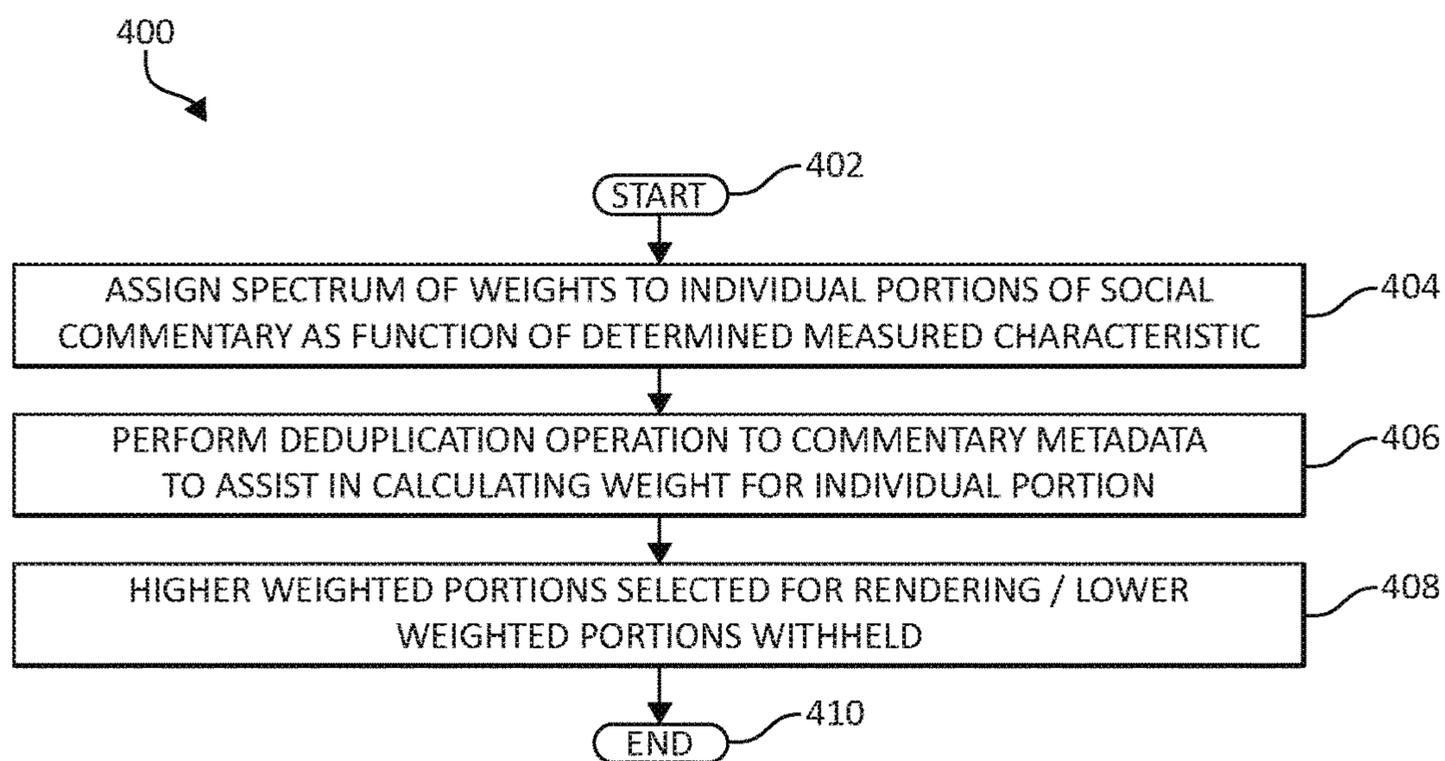 400
402
START
ASSIGN SPECTRUM OF WEIGHTS TO INDIVIDUAL PORTIONS OF SOCIAL
COMMENTARY AS FUNCTION OF DETERMINED MEASURED CHARACTERISTIC
404
PERFORM DEDUPLICATION OPERATION TO COMMENTARY METADATA
TO ASSIST IN CALCULATING WEIGHT FOR INDIVIDUAL PORTION
406
HIGHER WEIGHTED PORTIONS SELECTED FOR RENDERING / LOWER
WEIGHTED PORTIONS WITHHELD
408
410
END